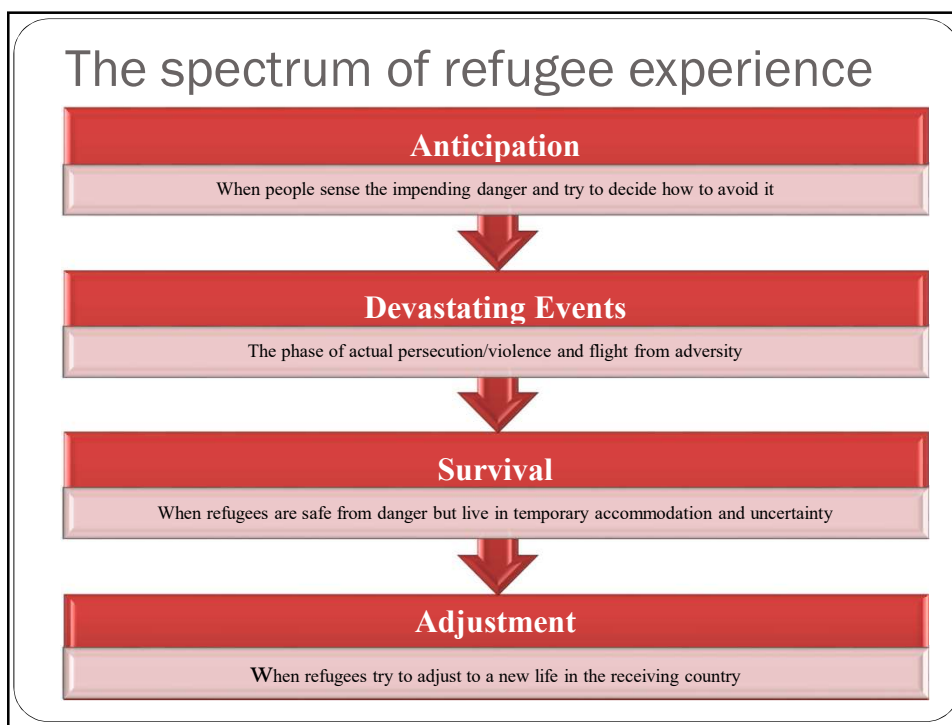 The spectrum of refugee experience
Anticipation
When people sense the impending danger and try to decide how to avoid it
Devastating Events
The phase of actual persecution/violence and flight from adversity
Survival
When refugees are safe from danger but live in temporary accommodation and uncertainty
Adjustment
When refugees try to adjust to a new life in the receiving country